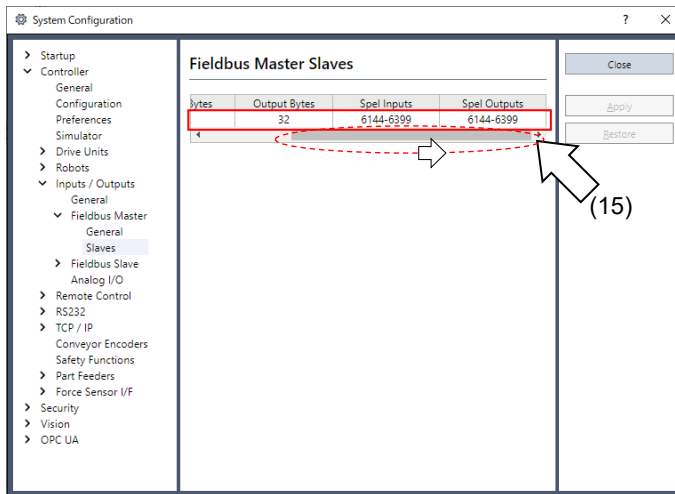 System Configuration
?
Startup
Controller
General
Configuration
Preferences
Simulator
Drive Units
Robots
Inputs / Outputs
General
Fieldbus Master
General
Slaves
Fieldbus Slave
Analog I/O
Remote Control
RS232
TCP / IP
Conveyor Encoders
Safety Functions
Part Feeders
Force Sensor I/F
Security
Vision
OPC UA
Fieldbus Master Slaves
Bytes Output Bytes Spel Inputs Spel Outputs
32 6144-6399 6144-6399
Close
Apply
Restore
(15)